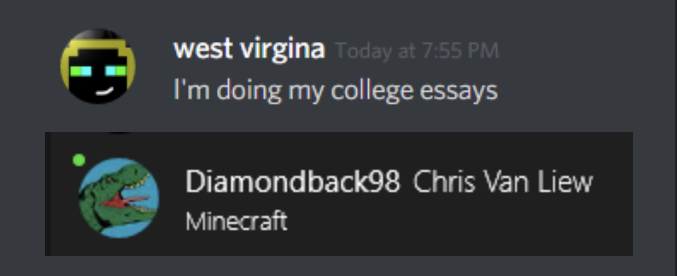 west virgina Today at 7:55 PM
I'm doing my college essays
Diamondback98 Chris Van Liew
Minecraft